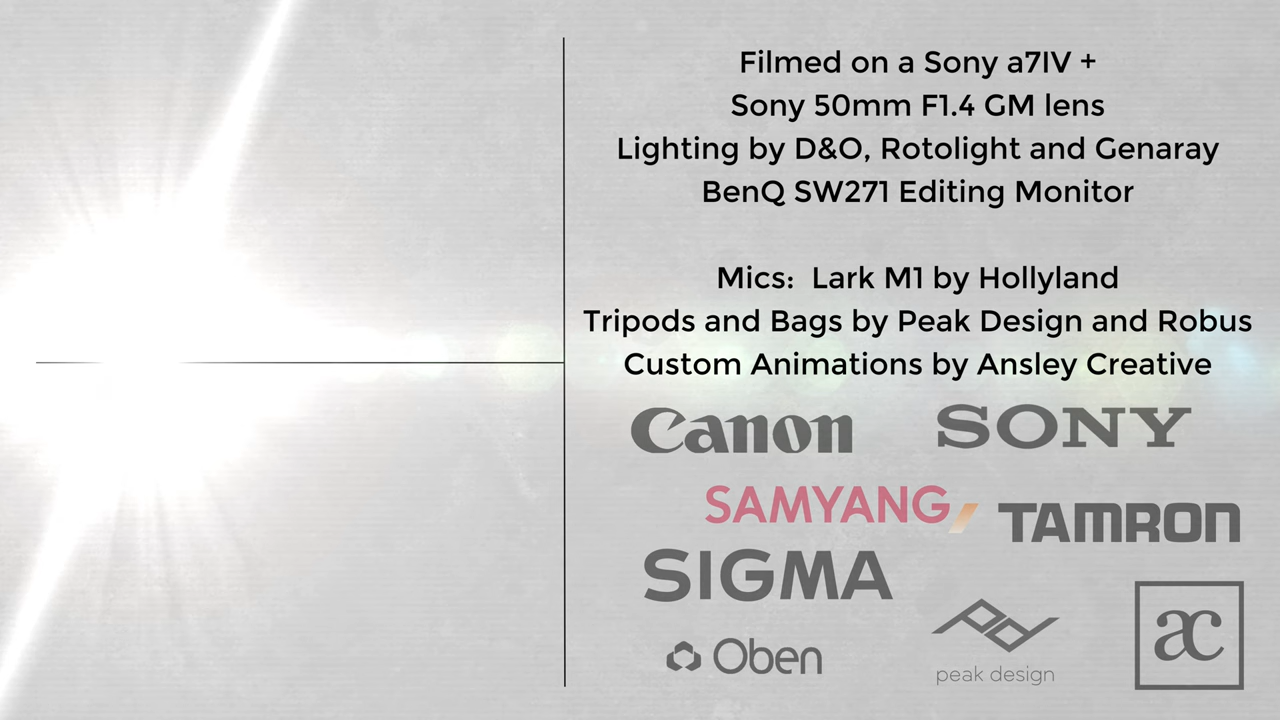 Filmed on a Sony a7IV +
Sony 50mm F1.4 GM lens
Lighting by D&O, Rotolight and Genaray
BenQ SW271 Editing Monitor
Mics: Lark M1 by Hollyland
Tripods and Bags by Peak Design and Robus
Custom Animations by Ansley Creative
Canon SONY
SAMYANG TAMRON
SIGMA
Oben
peak design
ac